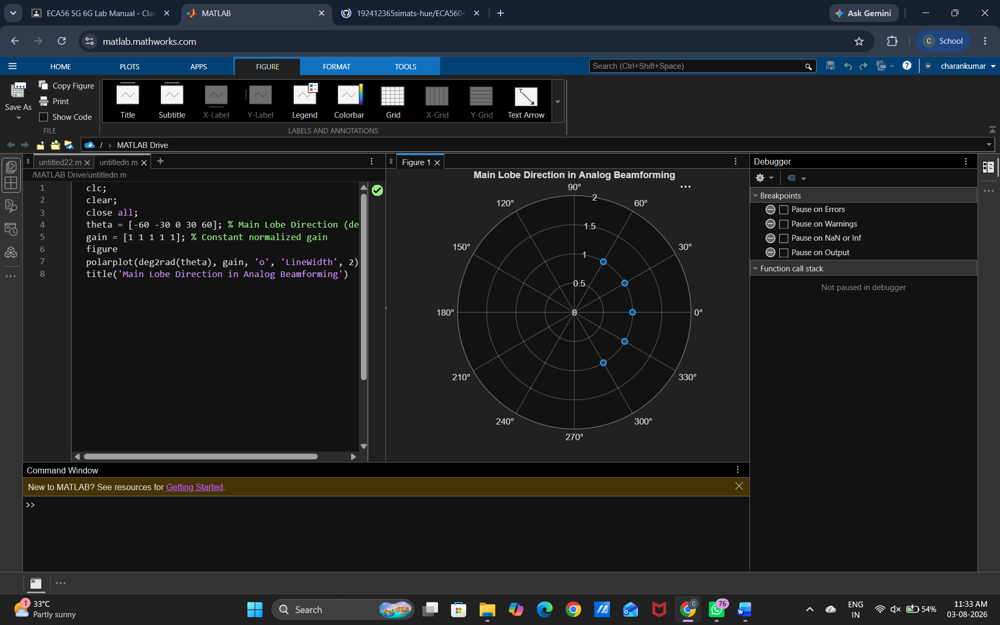 ECA56 5G 6G Lab Manual - Clas
MATLAB
192412365simats-hue/ECA5604
Ask Gemini
matlab.mathworks.com
C School
HOME PLOTS APPS FIGURE FORMAT TOOLS
Search (Ctrl+Shift+Space)
charankumar
Save As
Copy Figure
Print
Show Code
FILE
Title Subtitle X-Label Y-Label Legend Colorbar Grid X-Grid Y-Grid Text Arrow
LABELS AND ANNOTATIONS
/ › MATLAB Drive
untitled22.m
untitledn.m
/MATLAB Drive/untitledn.m
1 clc;
2 clear;
3 close all;
4 theta = [-60 -30 0 30 60]; % Main Lobe Direction (de
5 gain = [1 1 1 1 1]; % Constant normalized gain
6 figure
7 polarplot(deg2rad(theta), gain, 'o', 'LineWidth', 2)
8 title('Main Lobe Direction in Analog Beamforming')
Figure 1
Main Lobe Direction in Analog Beamforming
90°
120° 2 60°
1.5
150° 1 30°
0.5
180° 0 0°
210° 330°
240° 300°
270°
Debugger
Breakpoints
Pause on Errors
Pause on Warnings
Pause on NaN or Inf
Pause on Output
Function call stack
Not paused in debugger
Command Window
New to MATLAB? See resources for Getting Started.
>>
1
33°C
Partly sunny
Search
C
76
ENG
IN
54%
11:33 AM
03-08-2026